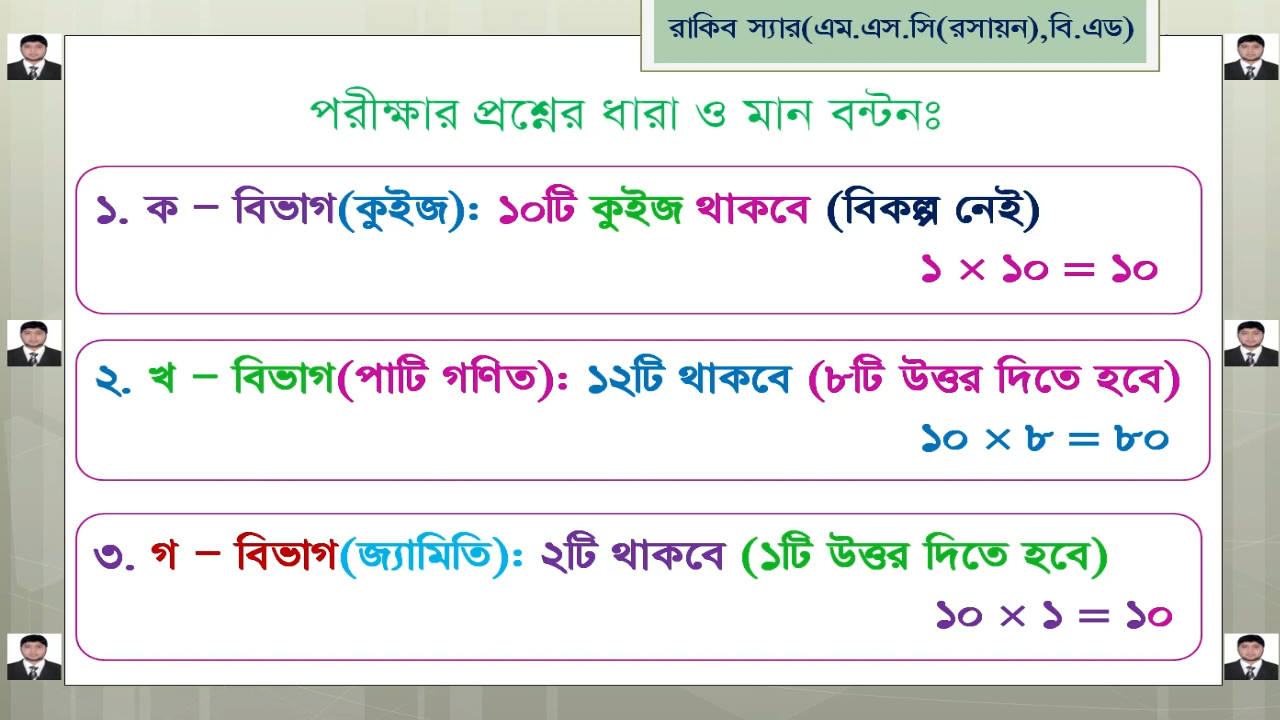 রাকিব স্যার(এম.এস.সি(রসায়ন),বি.এড)
পরীক্ষার প্রশ্নের ধারা ও মান বন্টনঃ
১. ক – বিভাগ(কুইজ): ১০টি কুইজ থাকবে (বিকল্প নেই)
১ × ১০ = ১০
২. খ – বিভাগ(পাটি গণিত): ১২টি থাকবে (৮টি উত্তর দিতে হবে)
১০ × ৮ = ৮০
৩. গ – বিভাগ(জ্যামিতি): ২টি থাকবে (১টি উত্তর দিতে হবে)
১০ × ১ = ১০